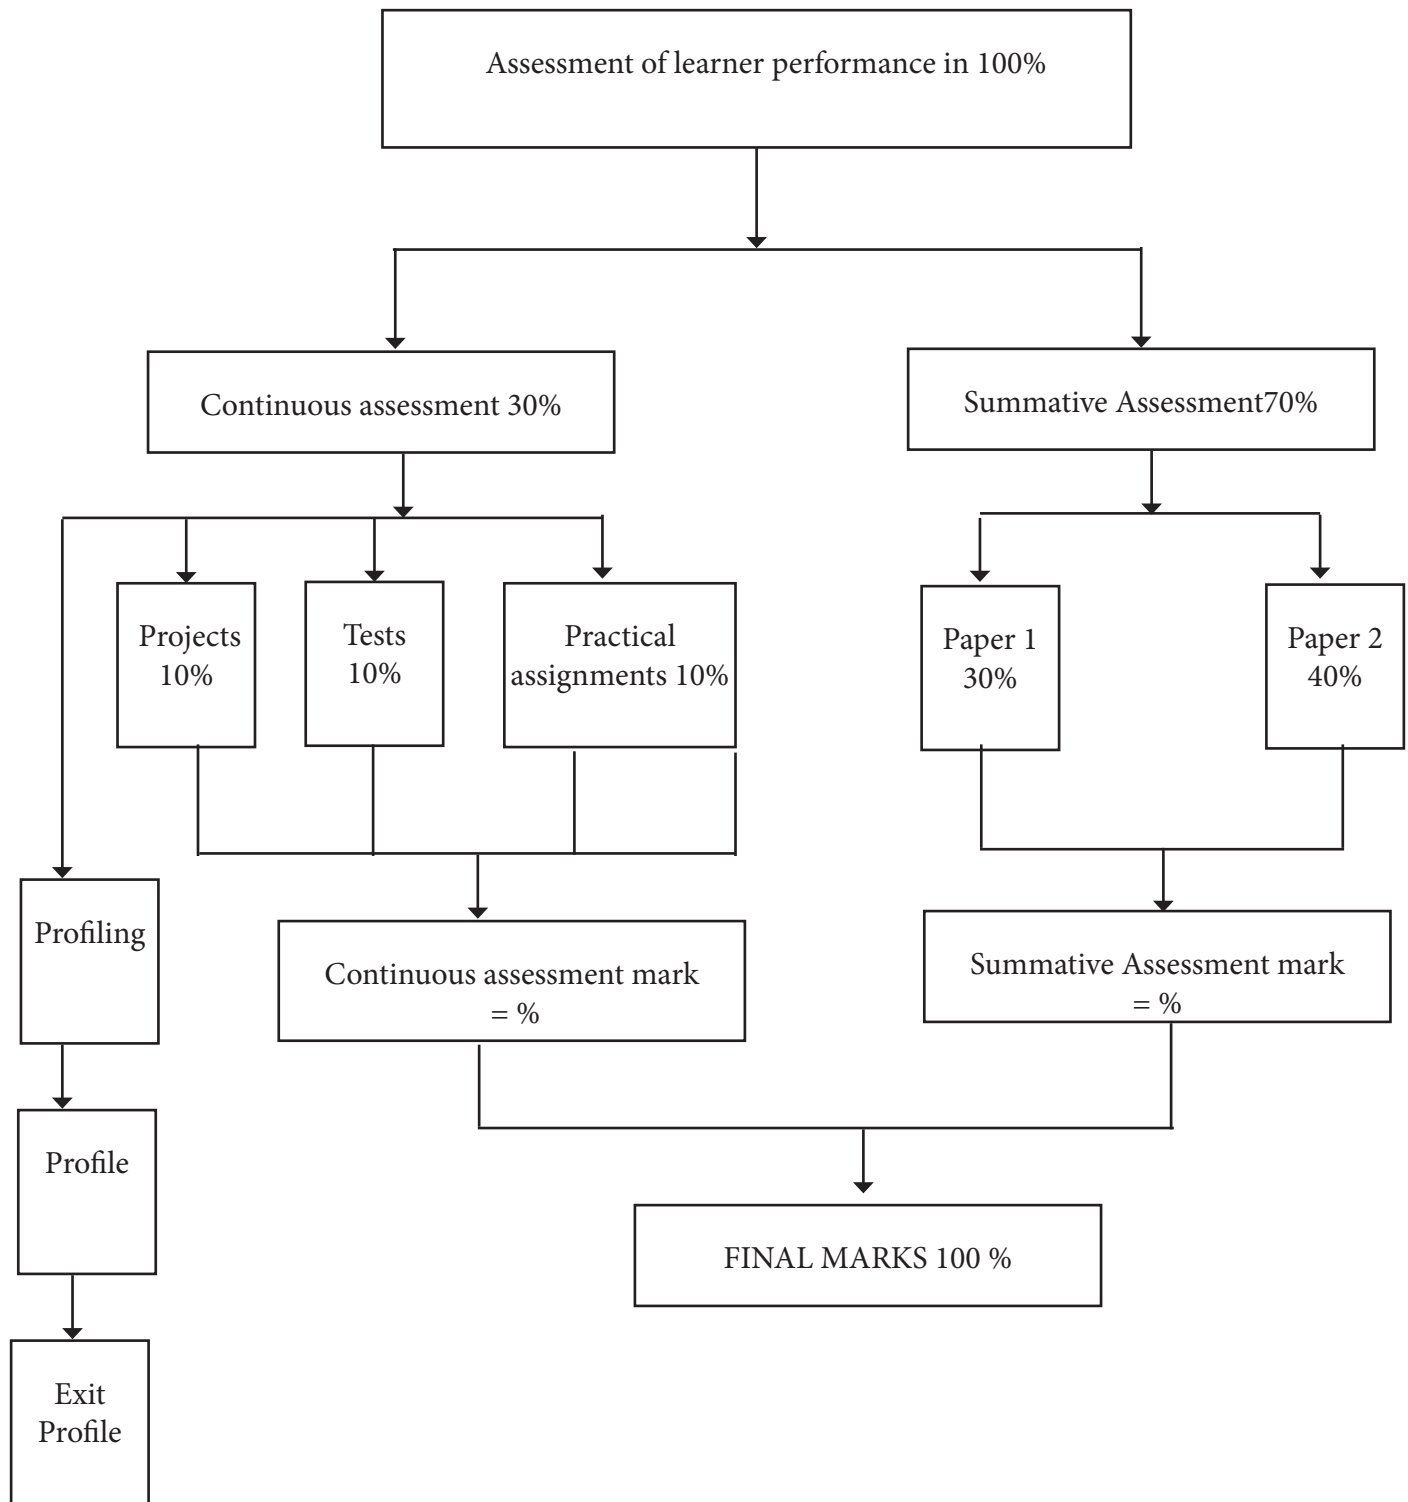 Assessment of learner performance in 100%
Continuous assessment 30%
Summative Assessment70%
Projects
10%
Tests
10%
Practical
assignments 10%
Paper 1
30%
Paper 2
40%
Profiling
Continuous assessment mark
= %
Summative Assessment mark
= %
Profile
FINAL MARKS 100 %
Exit
Profile